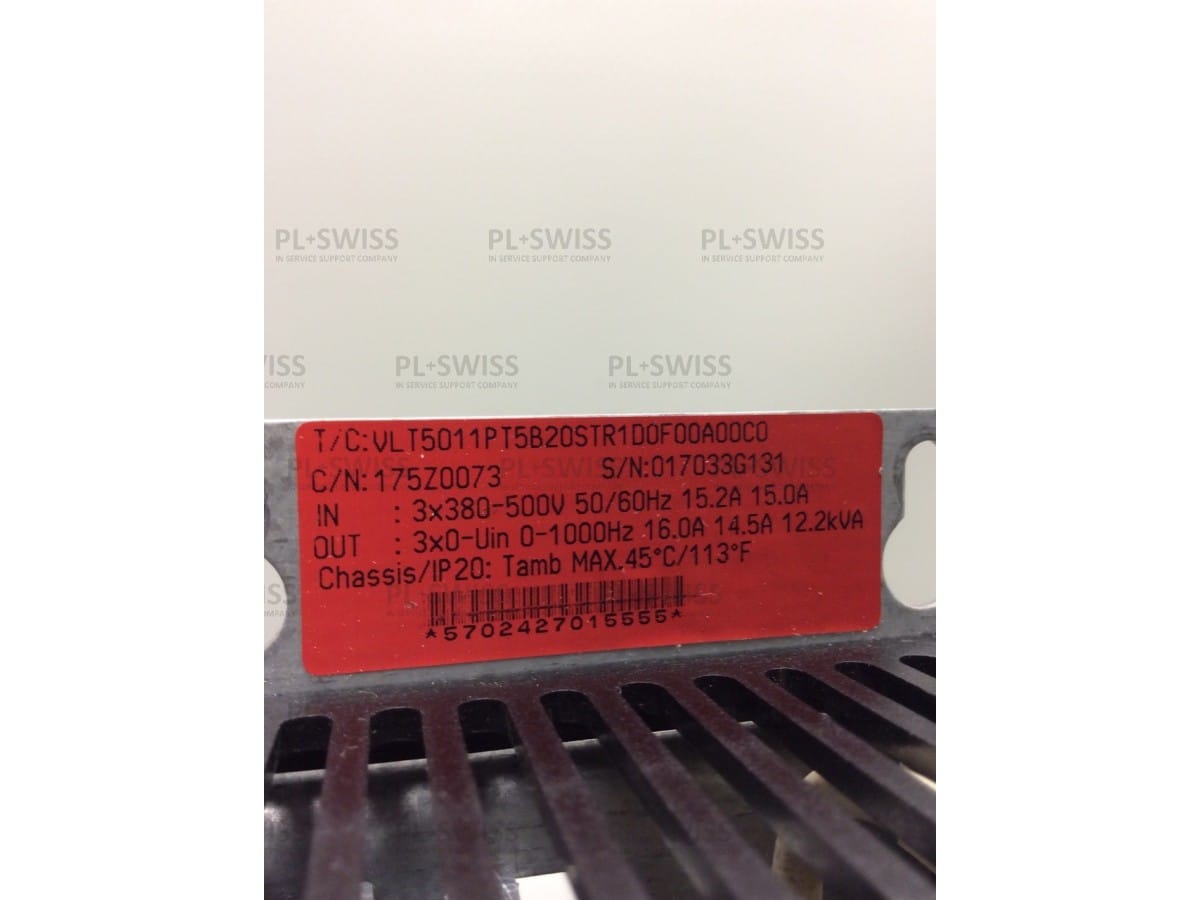 PL+SWISS PL+SWISS PL+SWISS
IN SERVICE SUPPORT COMPANY IN SERVICE SUPPORT COMPANY IN SERVICE SUPPORT COMPANY
PL+SWISS PL+SWISS
IN SERVICE SUPPORT COMPANY IN SERVICE SUPPORT COMPANY
T/C:VLT5011PT5B20STR1D0F00A00C0
C/N:175Z0073 S/N:017033G131
IN : 3x380-500V 50/60Hz 15.2A 15.0A
OUT : 3x0-Uin 0-1000Hz 16.0A 14.5A 12.2kVA
Chassis/IP20: Tamb MAX.45°C/113°F
*5702427015555*